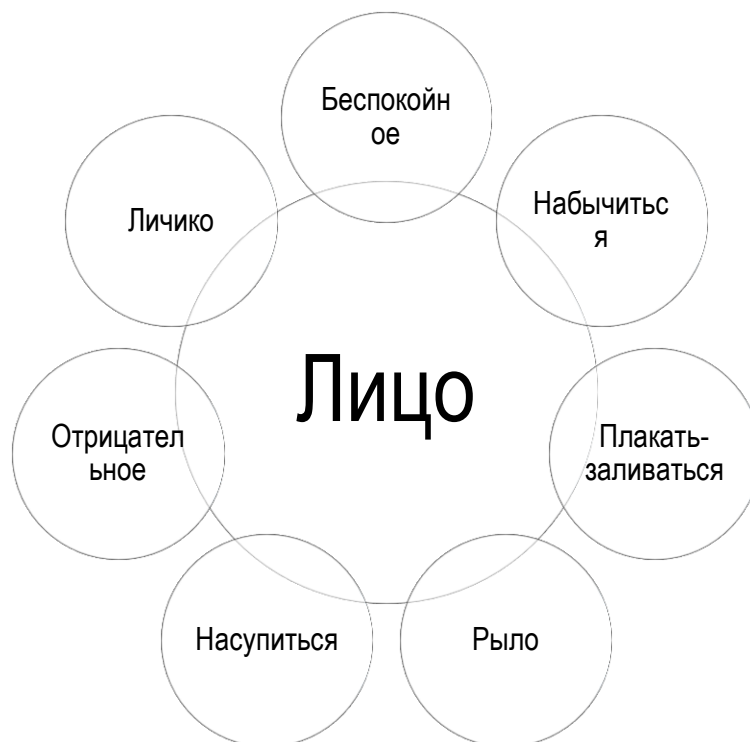 Беспокойн
ое
Набычитьс
я
Плакать-
заливаться
Рыло
Насупиться
Отрицател
ьное
Личико
Лицо